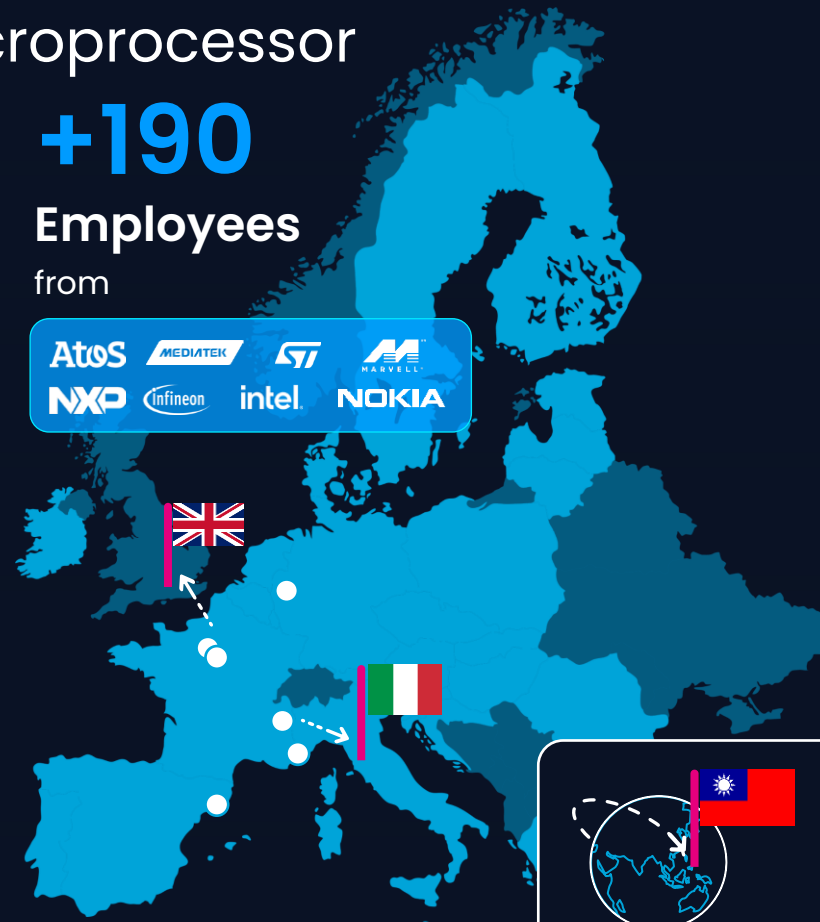 croprocessor
+190
Employees
from
Atos MEDIATEK ST MARVELL
NXP infineon intel. NOKIA